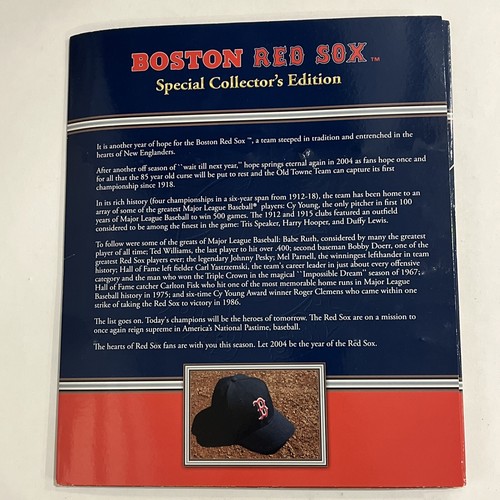 BOSTON RED SOX™
Special Collector's Edition
It is another year of hope for the Boston Red Sox ™, a team steeped in tradition and entrenched in the
hearts of New Englanders.
After another off season of ``wait till next year,'' hope springs eternal again in 2004 as fans hope once and
for all that the 85 year old curse will be put to rest and the Old Towne Team can capture its first
championship since 1918.
In its rich history (four championships in a six-year span from 1912-18), the team has been home to an
array of some of the greatest Major League Baseball® players: Cy Young, the only pitcher in first 100
years of Major League Baseball to win 500 games. The 1912 and 1915 clubs featured an outfield
considered to be among the finest in the game: Tris Speaker, Harry Hooper, and Duffy Lewis.
To follow were some of the greats of Major League Baseball: Babe Ruth, considered by many the greatest
player of all time; Ted Williams, the last player to hit over .400; second baseman Bobby Doerr, one of the
greatest Red Sox players ever; the legendary Johnny Pesky; Mel Parnell, the winningest lefthander in team
history; Hall of Fame left fielder Carl Yastrzemski, the team's career leader in just about every offensive
category and the man who won the Triple Crown in the magical ``Impossible Dream'' season of 1967;
Hall of Fame catcher Carlton Fisk who hit one of the most memorable home runs in Major League
Baseball history in 1975; and six-time Cy Young Award winner Roger Clemens who came within one
strike of taking the Red Sox to victory in 1986.
The list goes on. Today's champions will be the heroes of tomorrow. The Red Sox are on a mission to
once again reign supreme in America's National Pastime, baseball.
The hearts of Red Sox fans are with you this season. Let 2004 be the year of the Red Sox.
B